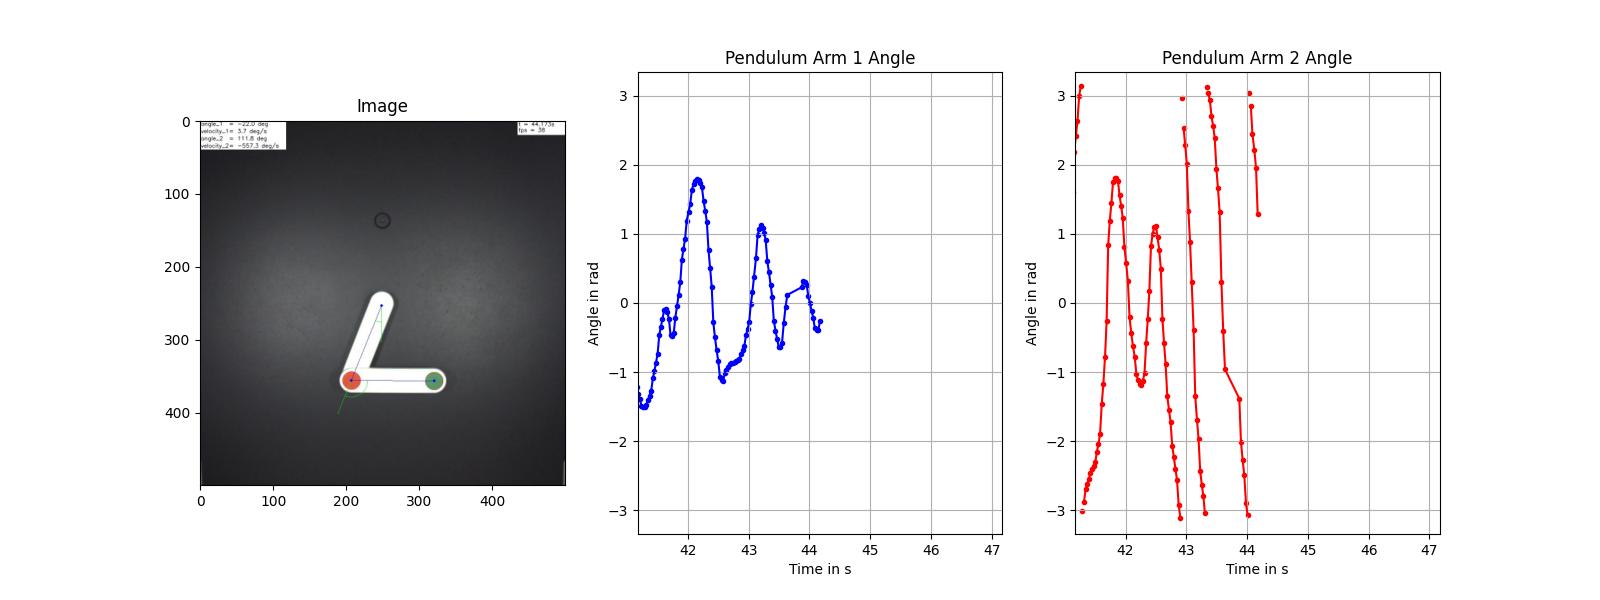 Image
angle_1 = -22.0 deg
velocity_1= 3.7 deg/s
angle_2 = 111.8 deg
velocity_2= -557.3 deg/s
t = 44.173s
fps = 38
0
100
200
300
400
0 100 200 300 400
Pendulum Arm 1 Angle
Angle in rad
3
2
1
0
−1
−2
−3
42 43 44 45 46 47
Time in s
Pendulum Arm 2 Angle
Angle in rad
3
2
1
0
−1
−2
−3
42 43 44 45 46 47
Time in s